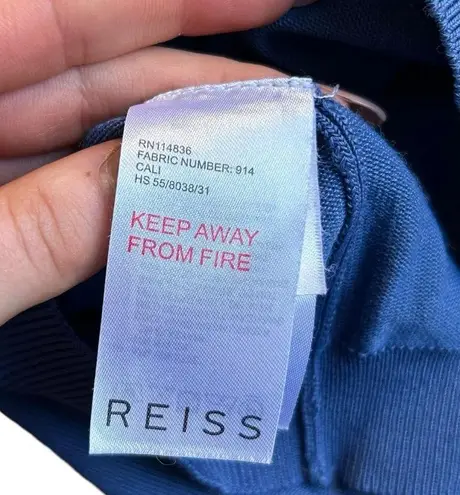 RN114836
FABRIC NUMBER: 914
CALI
HS 55/8038/31
KEEP AWAY
FROM FIRE
REISS